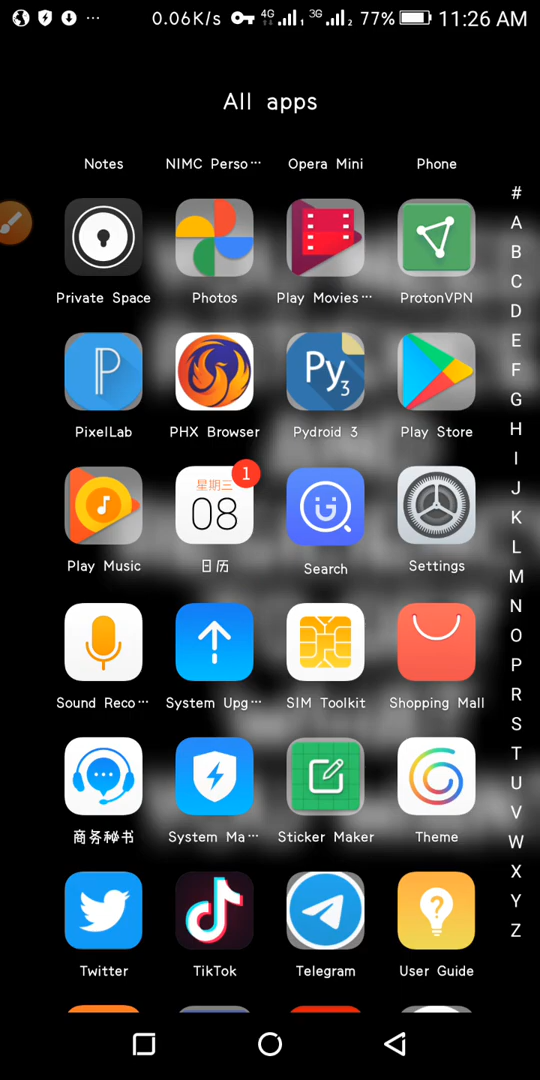 0.06K/s 4G 1 3G 2 77% 11:26 AM
All apps
Notes NIMC Perso··· Opera Mini Phone
Private Space Photos Play Movies··· ProtonVPN
P Py3
PixelLab PHX Browser Pydroid 3 Play Store
星期三 1
08
Play Music 日历 Search Settings
Sound Reco··· System Upg··· SIM Toolkit Shopping Mall
商务秘书 System Ma··· Sticker Maker Theme
?
Twitter TikTok Telegram User Guide
#
A
B
C
D
E
F
G
H
I
J
K
L
M
N
O
P
R
S
T
U
V
W
X
Y
Z